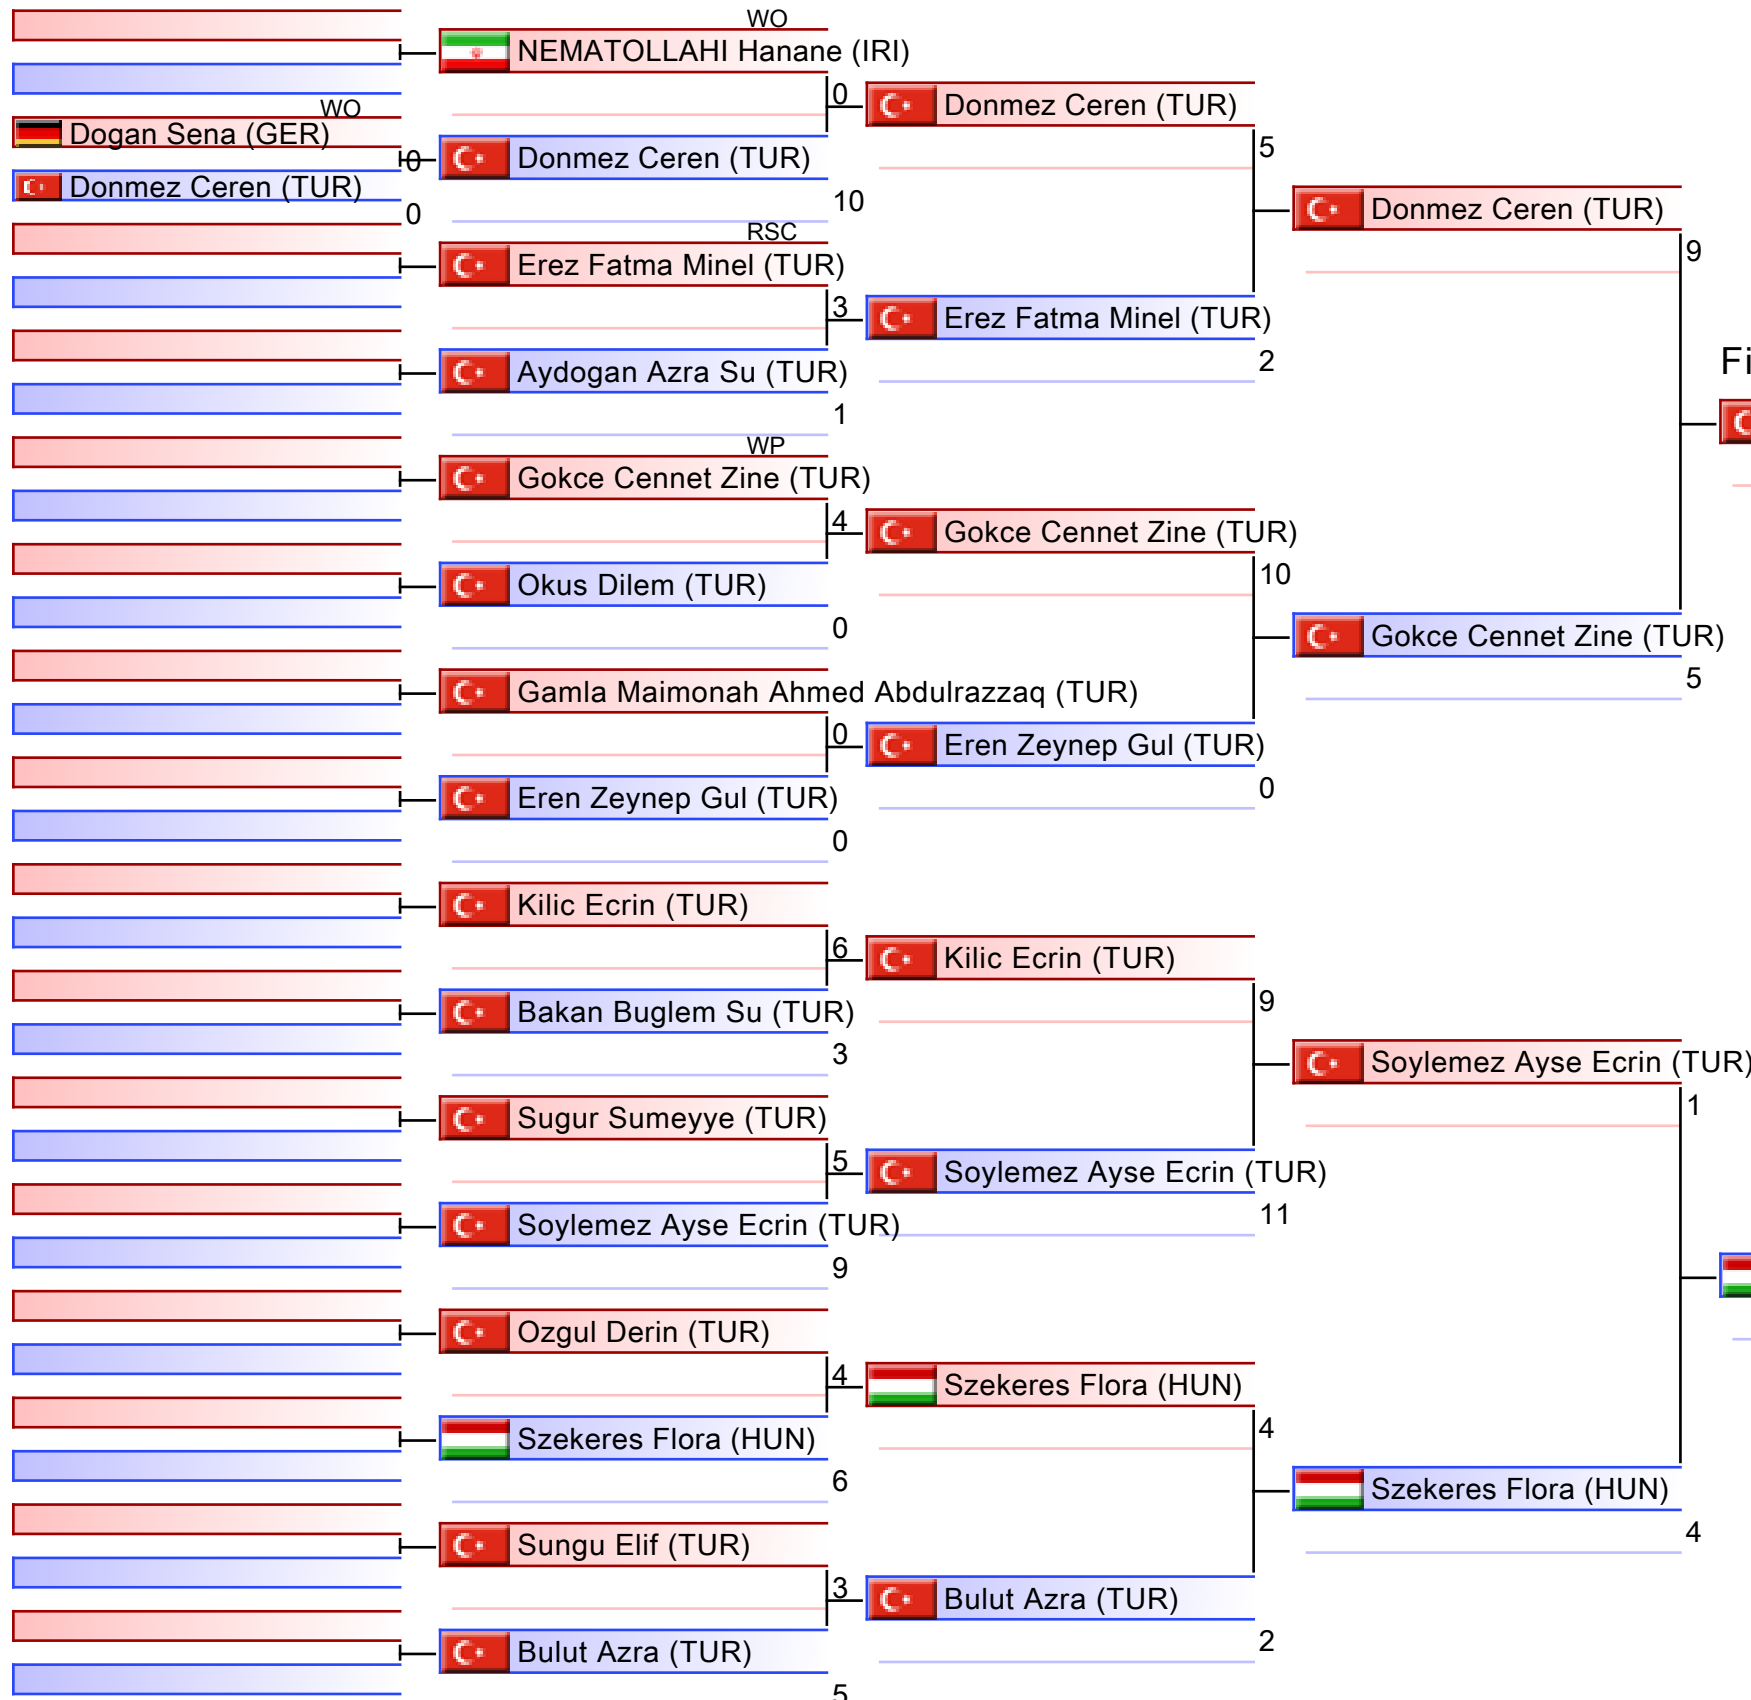 WO
NEMATOLLAHI Hanane (IRI)
0
Donmez Ceren (TUR)
WO
Dogan Sena (GER)
5
0
Donmez Ceren (TUR)
Donmez Ceren (TUR)
10
Donmez Ceren (TUR)
0
RSC
9
Erez Fatma Minel (TUR)
3
Erez Fatma Minel (TUR)
2
Fi
Aydogan Azra Su (TUR)
1
WP
Gokce Cennet Zine (TUR)
4
Gokce Cennet Zine (TUR)
10
Okus Dilem (TUR)
0
Gokce Cennet Zine (TUR)
5
Gamla Maimonah Ahmed Abdulrazzaq (TUR)
0
Eren Zeynep Gul (TUR)
0
Eren Zeynep Gul (TUR)
0
Kilic Ecrin (TUR)
6
Kilic Ecrin (TUR)
9
Bakan Buglem Su (TUR)
3
Soylemez Ayse Ecrin (TUR)
1
Sugur Sumeyye (TUR)
5
Soylemez Ayse Ecrin (TUR)
11
Soylemez Ayse Ecrin (TUR)
9
Ozgul Derin (TUR)
4
Szekeres Flora (HUN)
4
Szekeres Flora (HUN)
6
Szekeres Flora (HUN)
4
Sungu Elif (TUR)
3
Bulut Azra (TUR)
2
Bulut Azra (TUR)
5